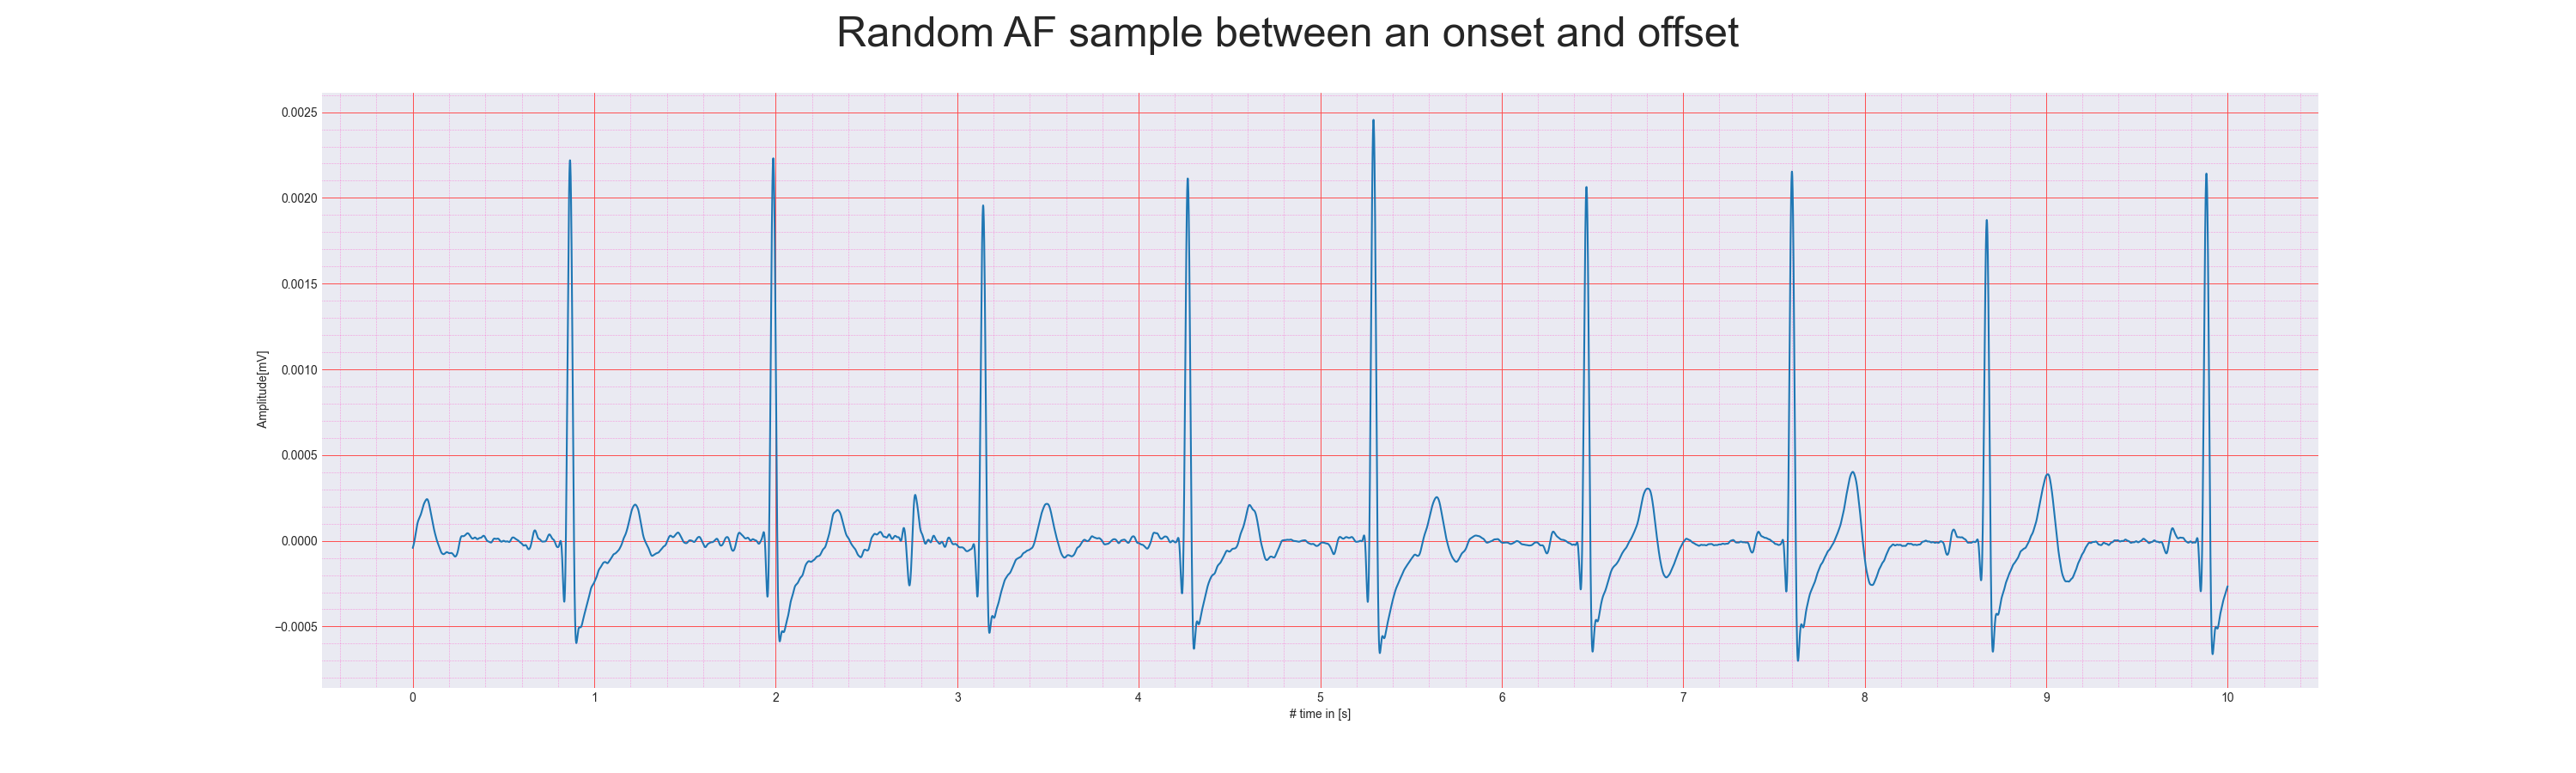 Random AF sample between an onset and offset
0.0025
0.0020
0.0015
0.0010
0.0005
0.0000
−0.0005
Amplitude[mV]
0 1 2 3 4 5 6 7 8 9 10
# time in [s]